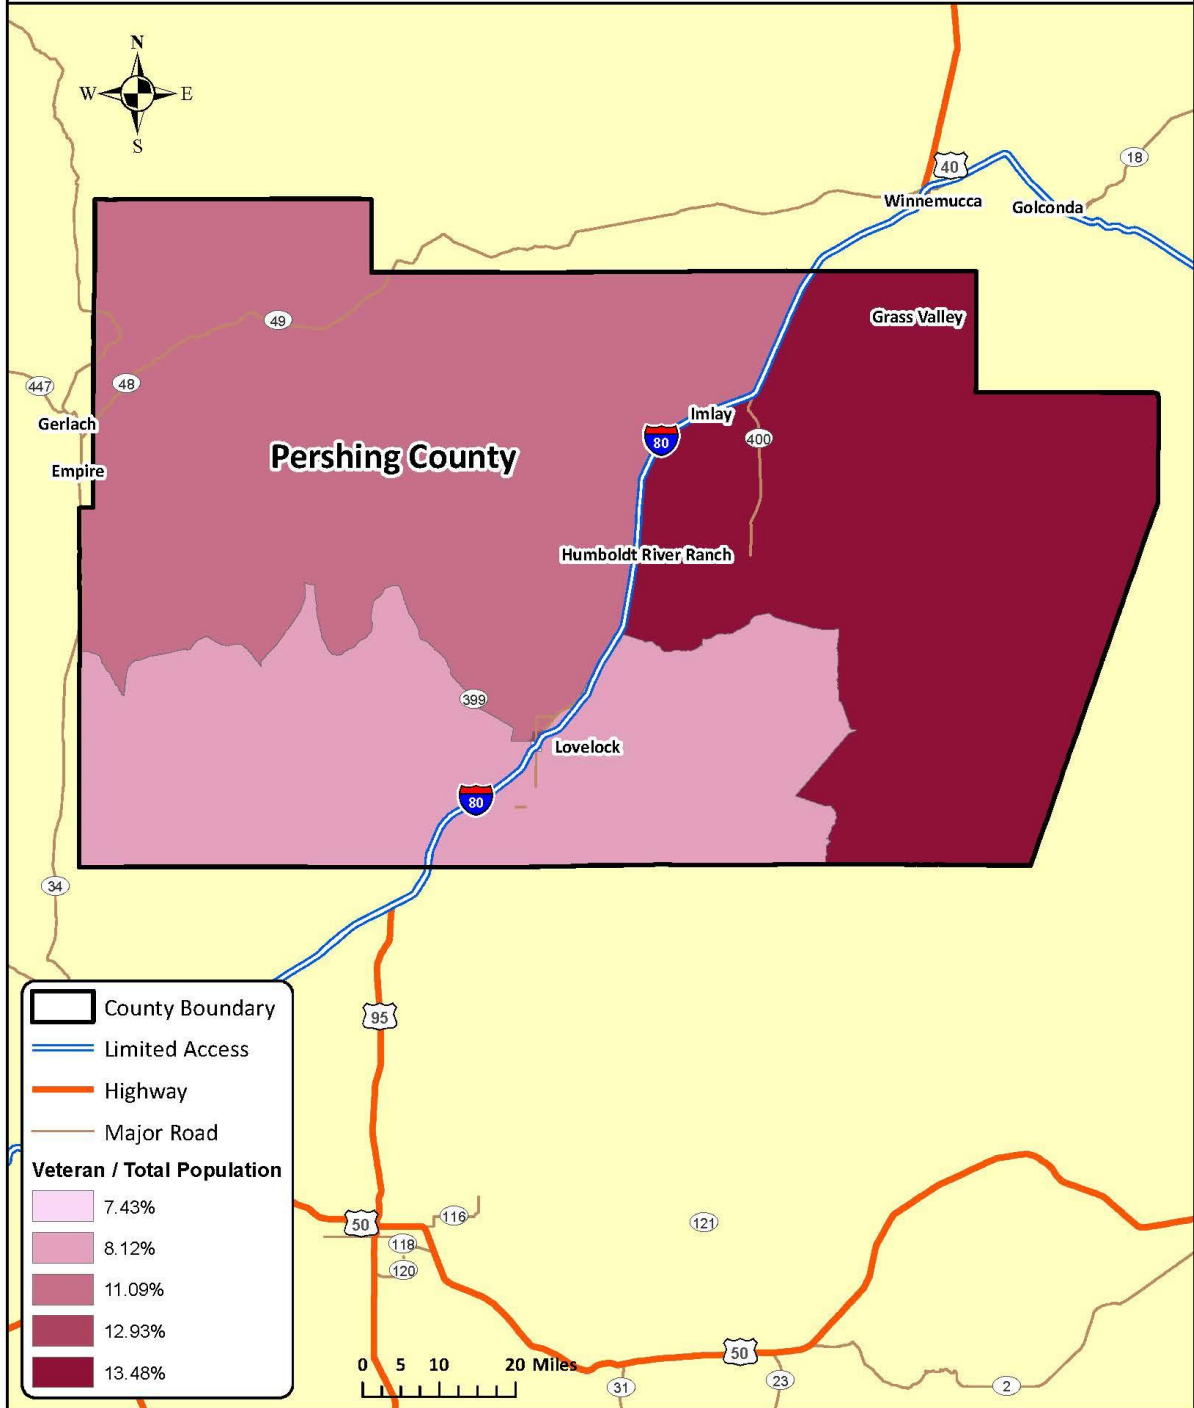 N
W E
S
40
18
Winnemucca
Golconda
49
Grass Valley
447
48
Gerlach
Imlay
400
80
Pershing County
Empire
Humboldt River Ranch
399
Lovelock
80
34
County Boundary
Limited Access
Highway
Major Road
Veteran / Total Population
7.43%
8.12%
11.09%
12.93%
13.48%
95
50
116
118
120
121
0 5 10 20 Miles
50
31
23
2